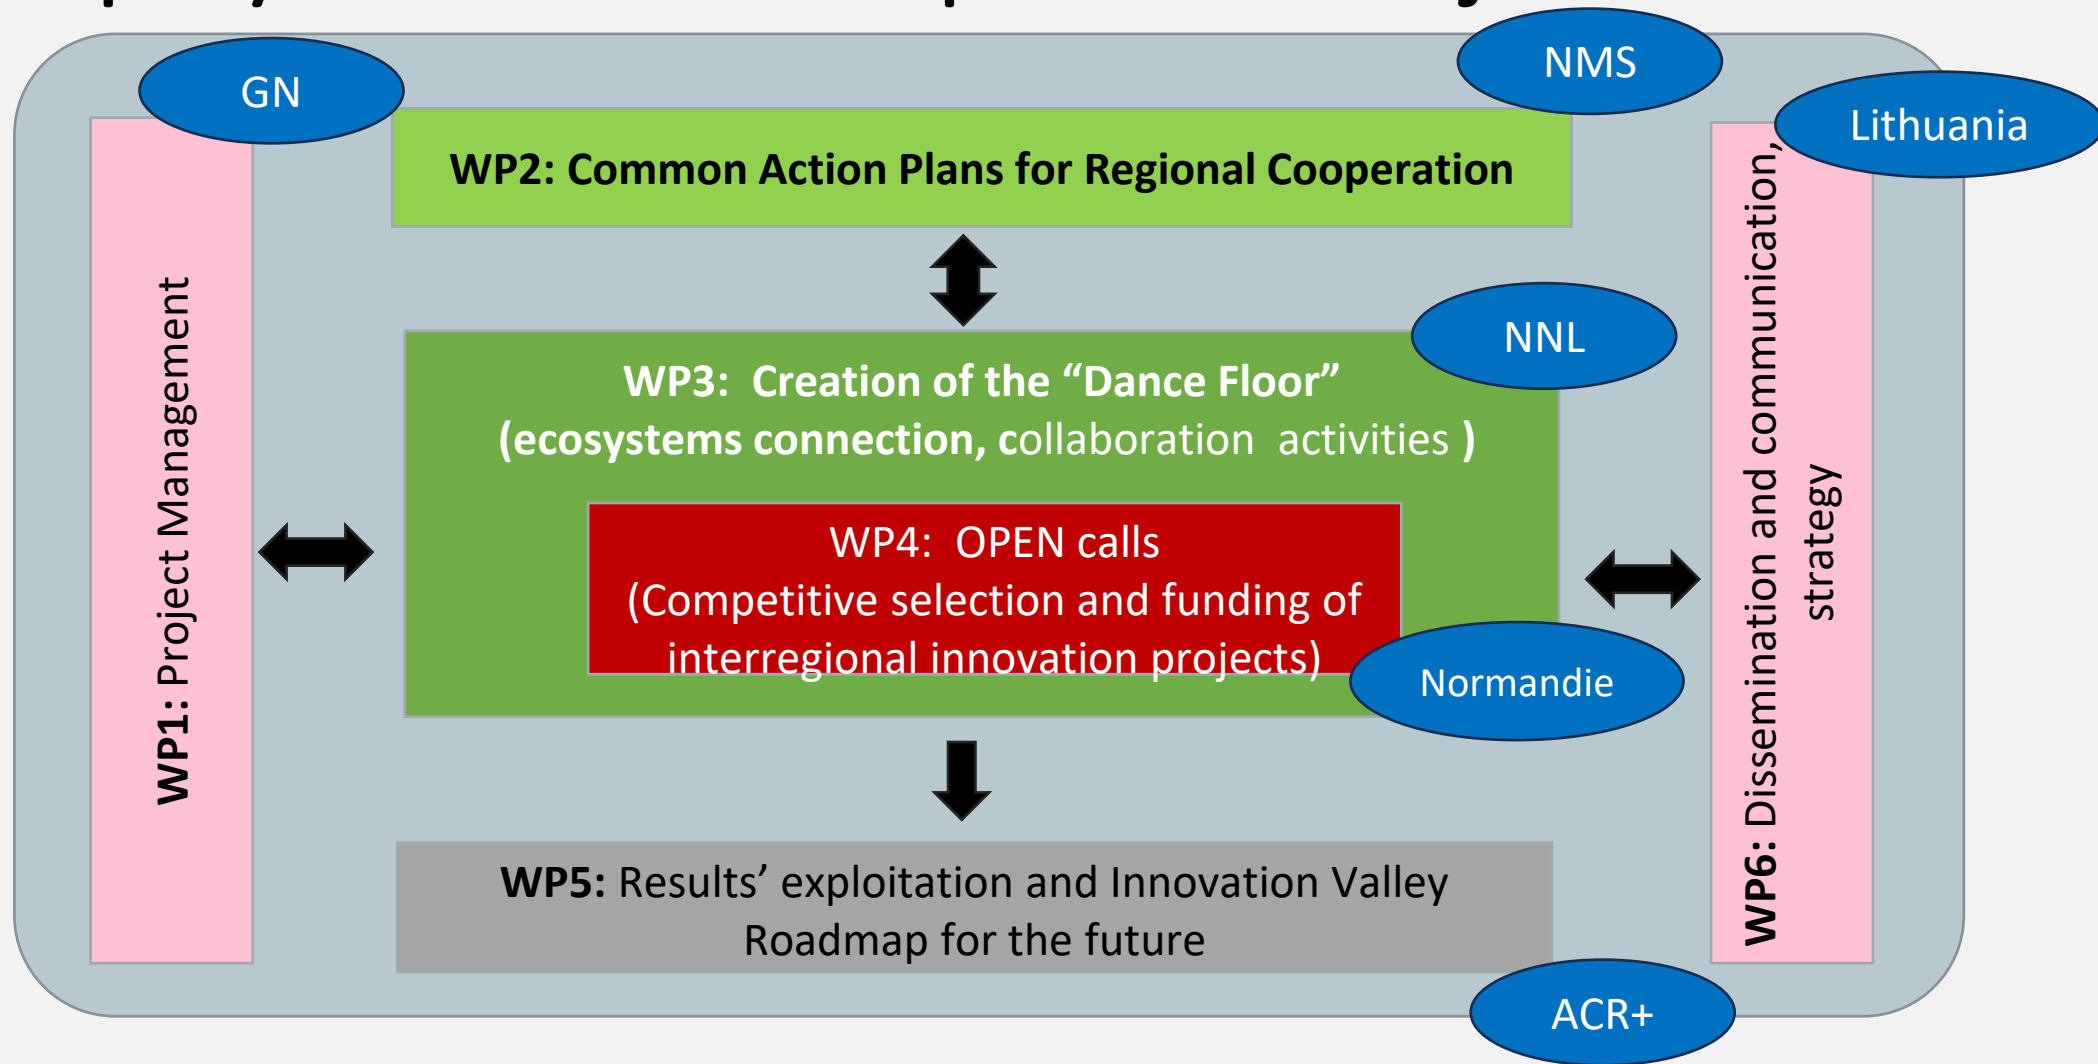 GN
NMS
Lithuania
WP2: Common Action Plans for Regional Cooperation
WP1: Project Management
NNL
WP3:  Creation of the “Dance Floor”
(ecosystems connection, collaboration  activities )
WP4:  OPEN calls
(Competitive selection and funding of
interregional innovation projects)
Normandie
WP6: Dissemination and communication,
strategy
WP5: Results’ exploitation and Innovation Valley
Roadmap for the future
ACR+